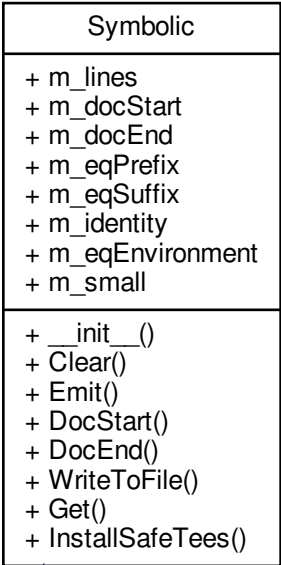 Symbolic
+ m_lines
+ m_docStart
+ m_docEnd
+ m_eqPrefix
+ m_eqSuffix
+ m_identity
+ m_eqEnvironment
+ m_small
+ __init__()
+ Clear()
+ Emit()
+ DocStart()
+ DocEnd()
+ WriteToFile()
+ Get()
+ InstallSafeTees()